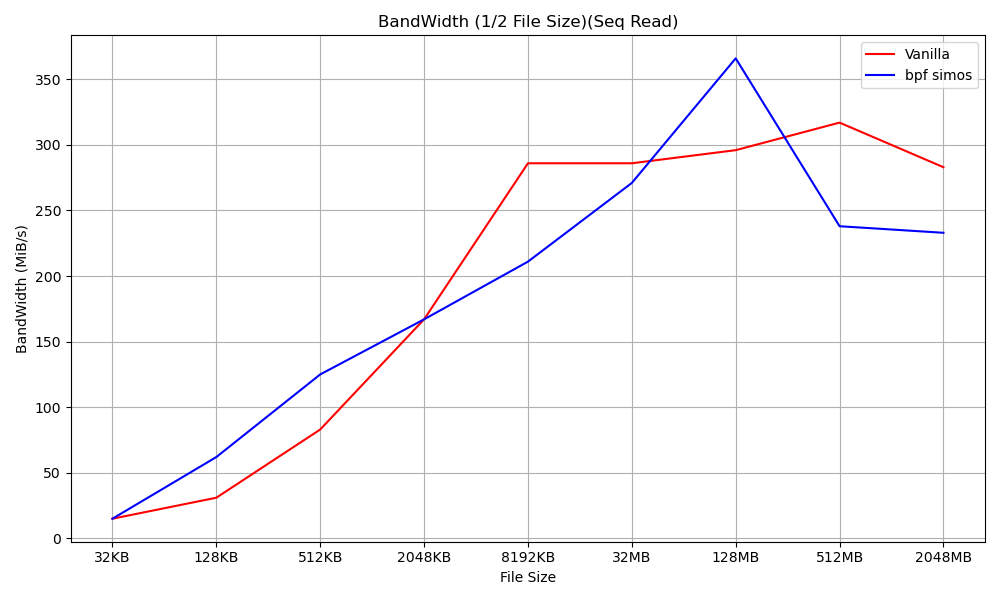 BandWidth (1/2 File Size)(Seq Read)
Vanilla
bpf simos
BandWidth (MiB/s)
350
300
250
200
150
100
50
0
32KB 128KB 512KB 2048KB 8192KB 32MB 128MB 512MB 2048MB
File Size